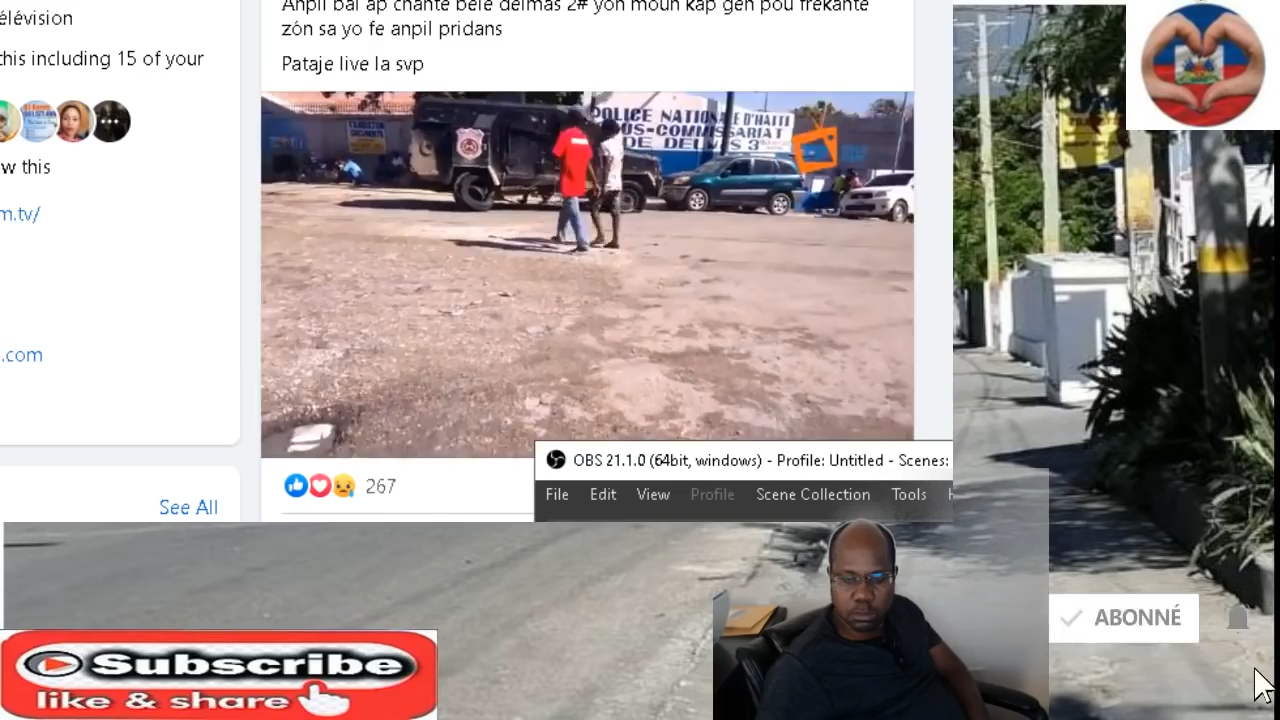 élévision
this including 15 of your
w this
m.tv/
.com
See All
Anpil bal ap chante bele delmas 2# yon moun kap gen pou frekante
zón sa yo fe anpil pridans
Pataje live la svp
POLICE NATIONALE D'HAITI
US-COMMISSARIAT
DE DELMAS 3
267
OBS 21.1.0 (64bit, windows) - Profile: Untitled - Scenes:
File Edit View Profile Scene Collection Tools H
Subscribe
like & share
ABONNÉ